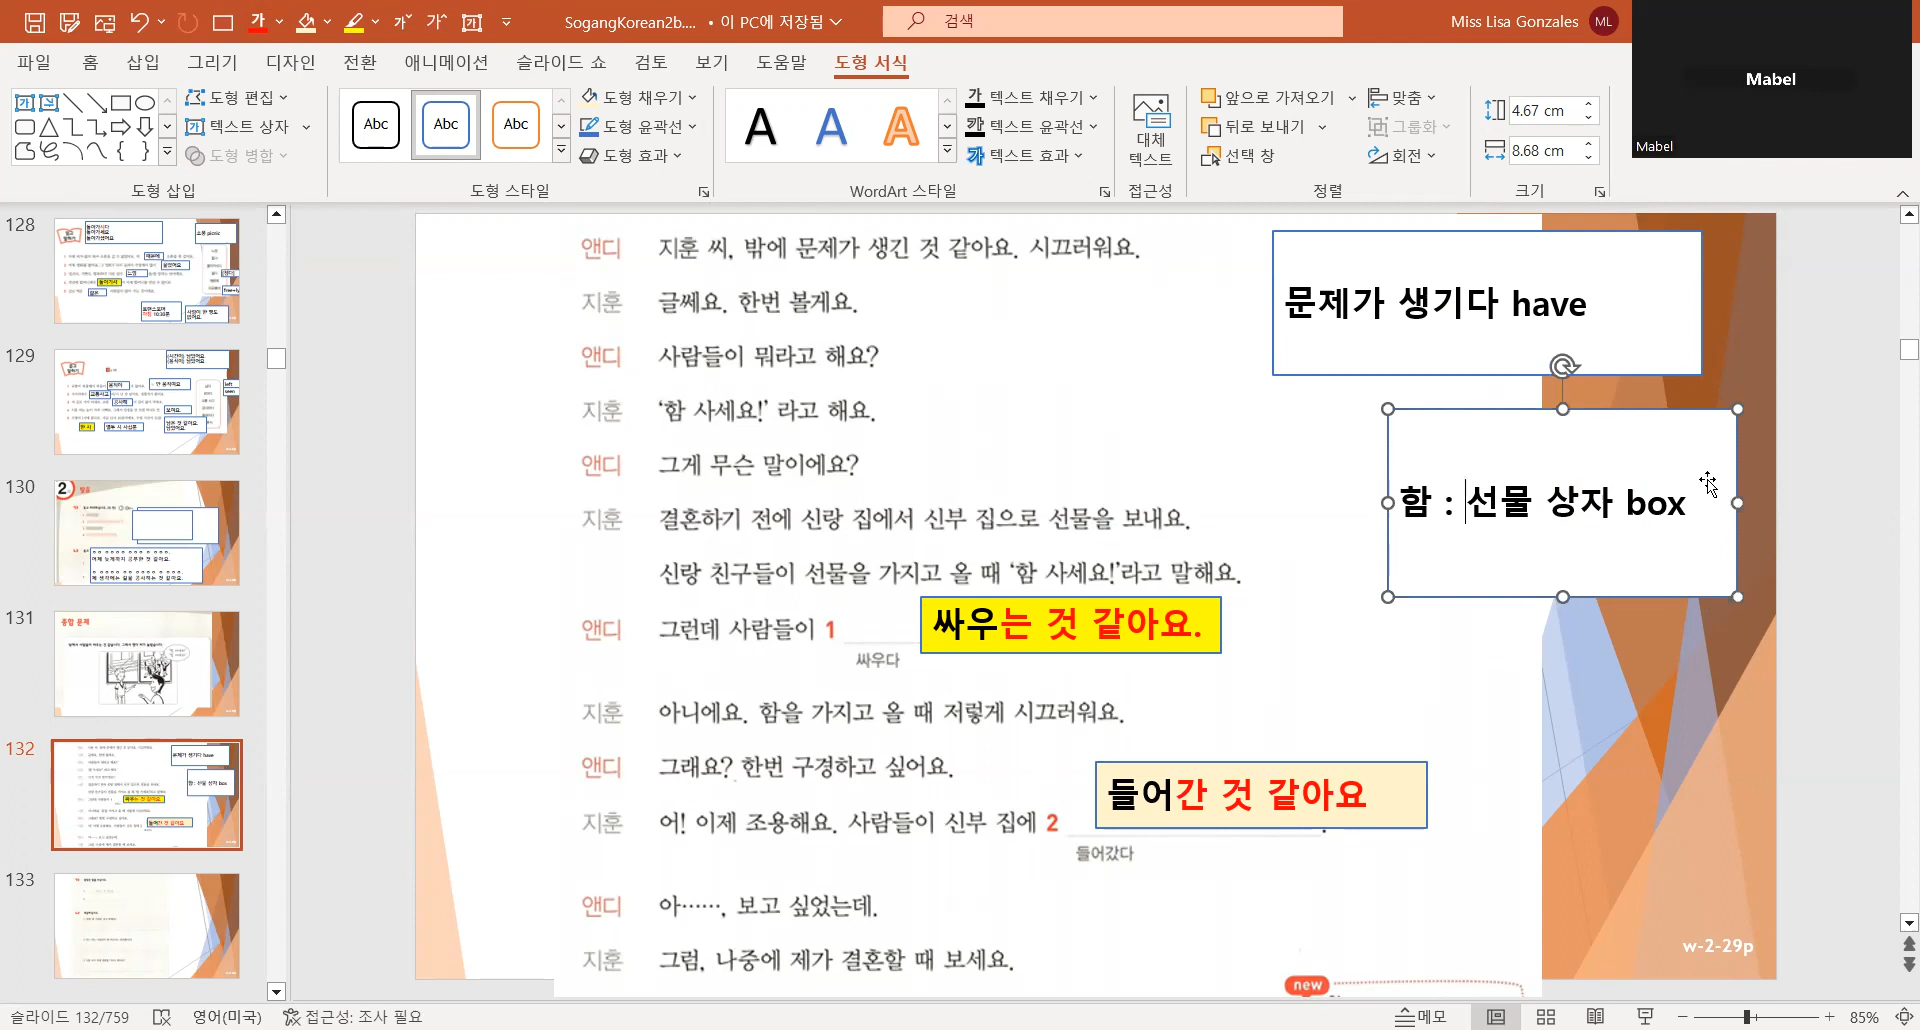 가
가
가
가
SogangKorean2b.... • 이 PC에 저장됨
검색
Miss Lisa Gonzales
ML
Mabel
Mabel
파일
홈
삽입
그리기
디자인
전환
애니메이션
슬라이드 쇼
검토
보기
도움말
도형 서식
도형 편집
텍스트 상자
도형 병합
도형 삽입
Abc
Abc
Abc
도형 채우기
도형 윤곽선
도형 효과
도형 스타일
A
A
A
텍스트 채우기
텍스트 윤곽선
텍스트 효과
WordArt 스타일
대체
텍스트
접근성
앞으로 가져오기
뒤로 보내기
선택 창
맞춤
그룹화
회전
정렬
4.67 cm
8.68 cm
크기
128
129
130
2
131
통합 문제
132
133
앤디 지훈 씨, 밖에 문제가 생긴 것 같아요. 시끄러워요.
지훈 글쎄요. 한번 볼게요.
앤디 사람들이 뭐라고 해요?
지훈 ‘함 사세요!’ 라고 해요.
앤디 그게 무슨 말이에요?
지훈 결혼하기 전에 신랑 집에서 신부 집으로 선물을 보내요.
신랑 친구들이 선물을 가지고 올 때 ‘함 사세요!’라고 말해요.
앤디 그런데 사람들이 1 싸우는 것 같아요.
싸우다
지훈 아니에요. 함을 가지고 올 때 저렇게 시끄러워요.
앤디 그래요? 한번 구경하고 싶어요.
들어간 것 같아요
지훈 어! 이제 조용해요. 사람들이 신부 집에 2 .
들어갔다
앤디 아……, 보고 싶었는데.
지훈 그럼, 나중에 제가 결혼할 때 보세요.
문제가 생기다 have
함 : 선물 상자 box
w-2-29p
new
슬라이드 132/759
영어(미국)
접근성: 조사 필요
메모
85%